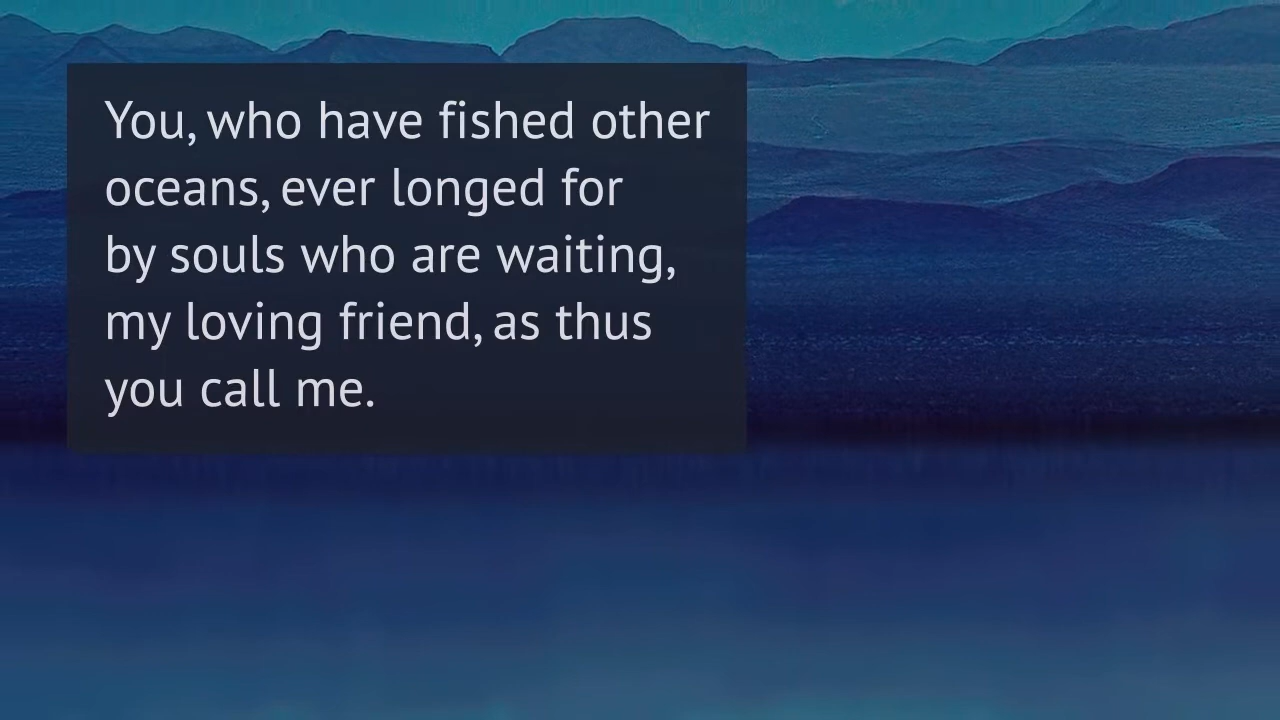 You, who have fished other
oceans, ever longed for
by souls who are waiting,
my loving friend, as thus
you call me.